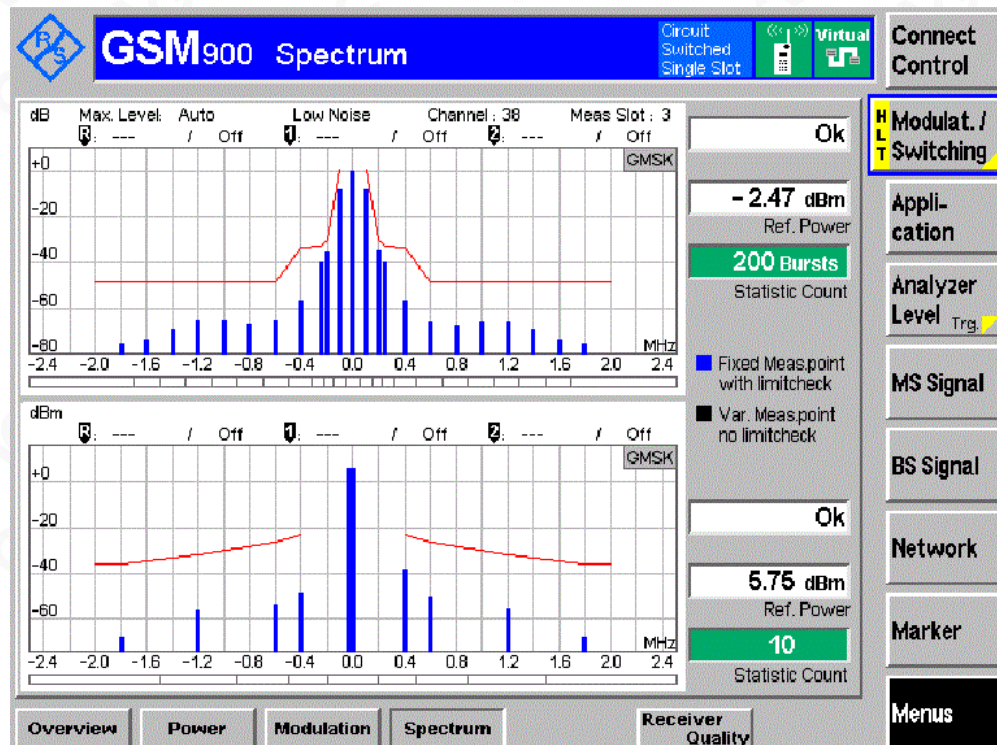 R/S
GSM900 Spectrum
Circuit Switched Single Slot
Virtual
Connect Control
dB Max. Level: Auto Low Noise Channel : 38 Meas Slot : 3
R: --- / Off 1: --- / Off 2: --- / Off
GMSK
+0
-20
-40
-60
-80
MHz
-2.4 -2.0 -1.6 -1.2 -0.8 -0.4 0.0 0.4 0.8 1.2 1.6 2.0 2.4
Ok
- 2.47 dBm
Ref. Power
200 Bursts
Statistic Count
Fixed Meas.point
with limitcheck
Var. Meas.point
no limitcheck
dBm
R: --- / Off 1: --- / Off 2: --- / Off
GMSK
+0
-20
-40
-60
MHz
-2.4 -2.0 -1.6 -1.2 -0.8 -0.4 0.0 0.4 0.8 1.2 1.6 2.0 2.4
Ok
5.75 dBm
Ref. Power
10
Statistic Count
HLT
Modulat. /
Switching
Appli-
cation
Analyzer
Level Trg.
MS Signal
BS Signal
Network
Marker
Menus
Overview Power Modulation Spectrum Receiver Quality